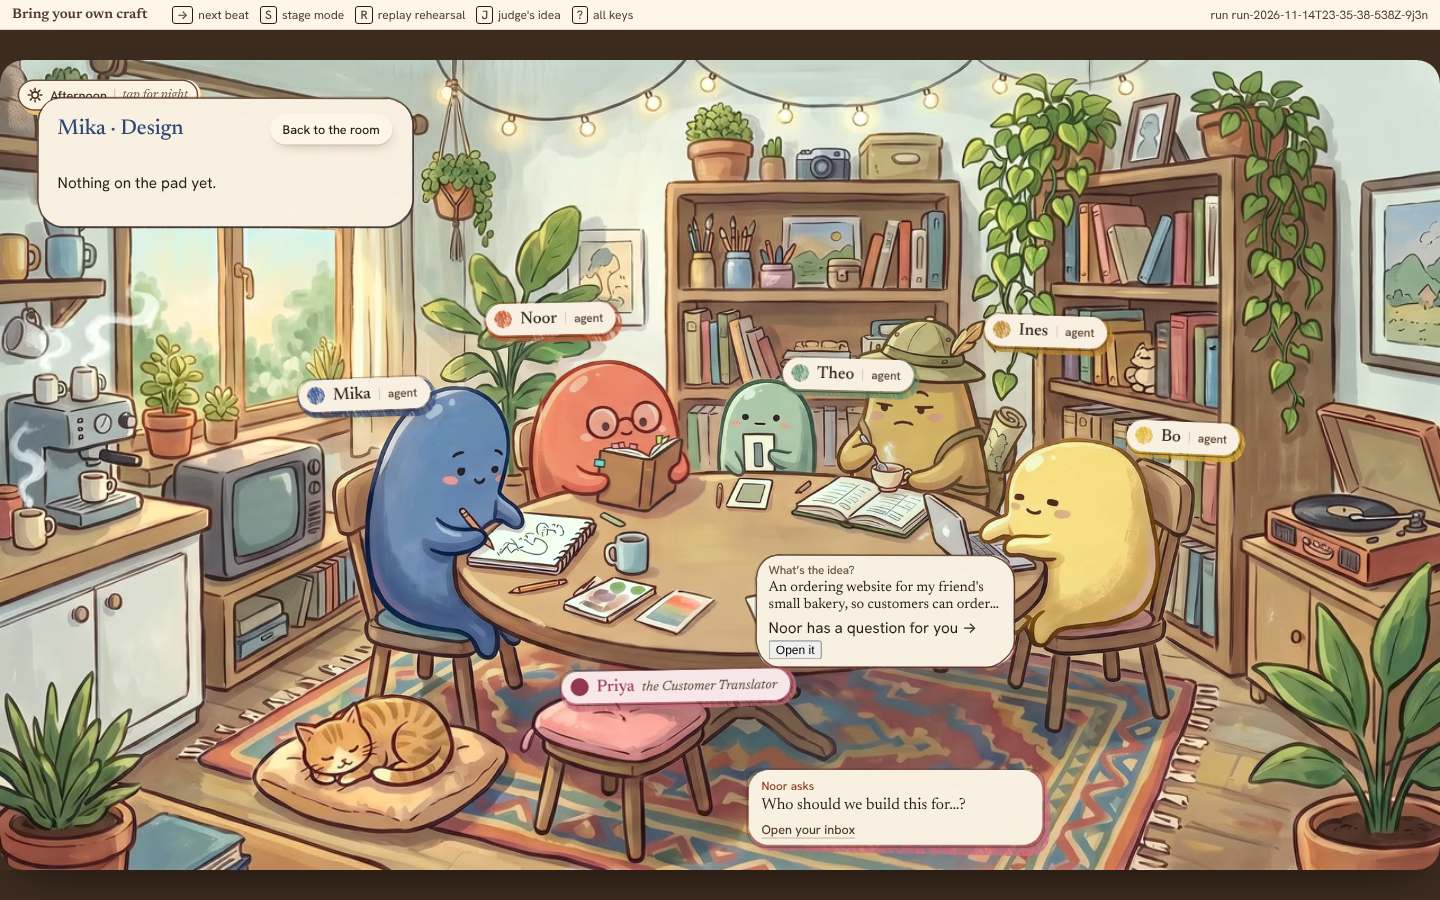 Bring your own craft
→ next beat S stage mode R replay rehearsal J judge's idea ? all keys
run run-2026-11-14T23-35-38-538Z-9j3n
Afternoon tap for night
Mika · Design
Back to the room
Nothing on the pad yet.
Noor agent
Ines agent
Theo agent
Mika agent
Bo agent
What's the idea?
An ordering website for my friend's
small bakery, so customers can order...
Noor has a question for you →
Open it
Priya the Customer Translator
Noor asks
Who should we build this for...?
Open your inbox